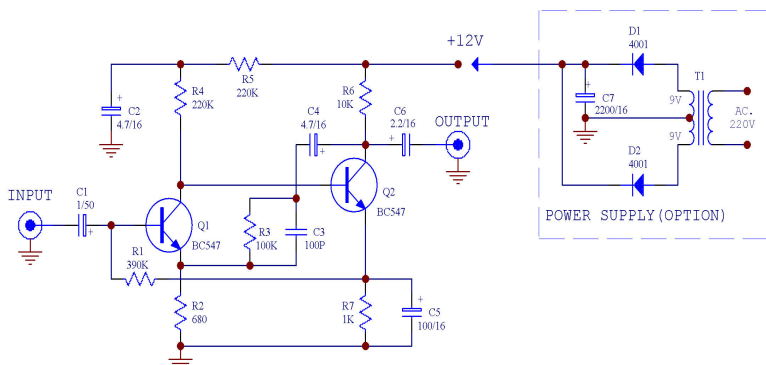 +12V
D1
4001
T1
R4
220K
R5
220K
R6
10K
C2
4.7/16
C4
4.7/16
C6
2.2/16
OUTPUT
C7
2200/16
9V
9V
AC.
220V
D2
4001
INPUT
C1
1/50
Q1
BC547
Q2
BC547
R3
100K
C3
100P
POWER SUPPLY(OPTION)
R1
390K
R2
680
R7
1K
C5
100/16